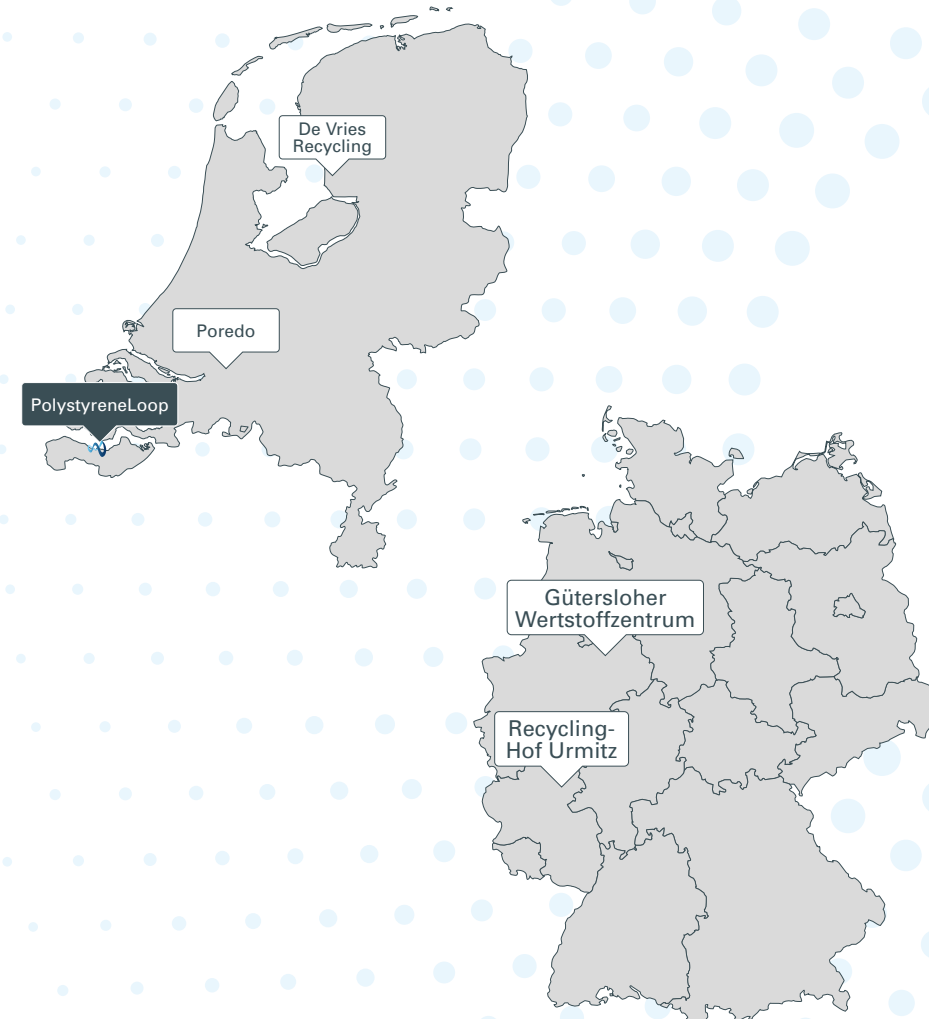 De Vries
Recycling
Poredo
PolystyreneLoop
Gütersloher
Wertstoffzentrum
Recycling-
Hof Urmitz